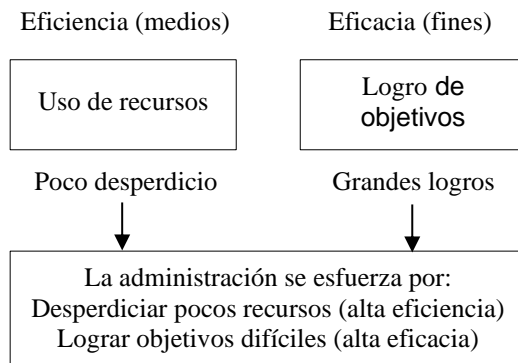 Eficiencia (medios)
Eficacia (fines)
Uso de recursos
Logro de
objetivos
Poco desperdicio
Grandes logros
La administración se esfuerza por:
Desperdiciar pocos recursos (alta eficiencia)
Lograr objetivos difíciles (alta eficacia)